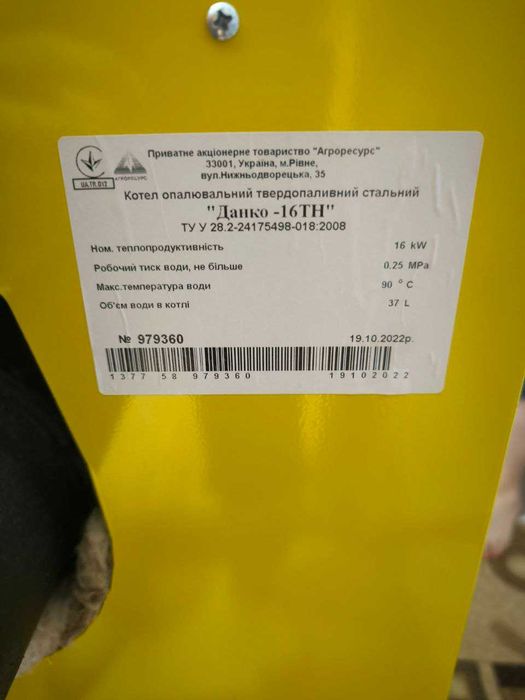 Приватне акціонерне товариство "Агроресурс"
33001, Україна, м.Рівне,
вул.Нижньодворецька, 35
UA.TR.012
АГРОРЕСУРС
Котел опалювальний твердопаливний стальний
"Данко -16ТН"
ТУ У 28.2-24175498-018:2008
Ном. теплопродуктивність 16 kW
Робочий тиск води, не більше 0.25 MPa
Макс.температура води 90 ° C
Об'єм води в котлі 37 L
№ 979360 19.10.2022р.
1377 58 979360 19102022